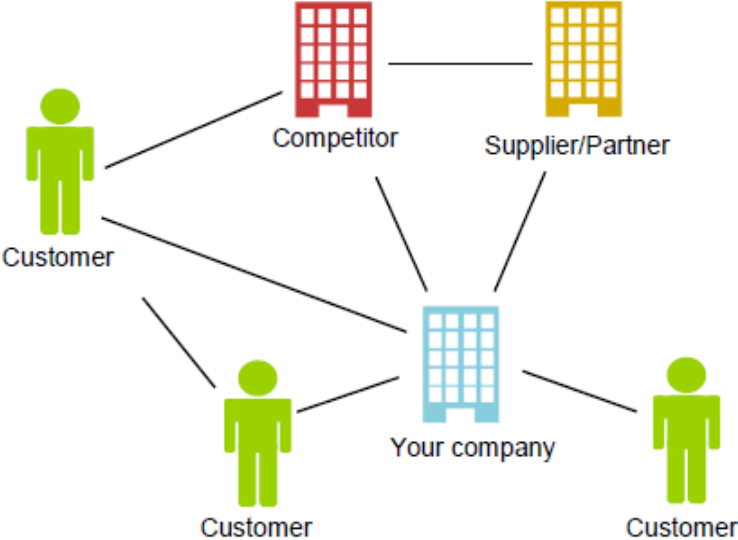 Competitor
Supplier/Partner
Customer
Your company
Customer
Customer